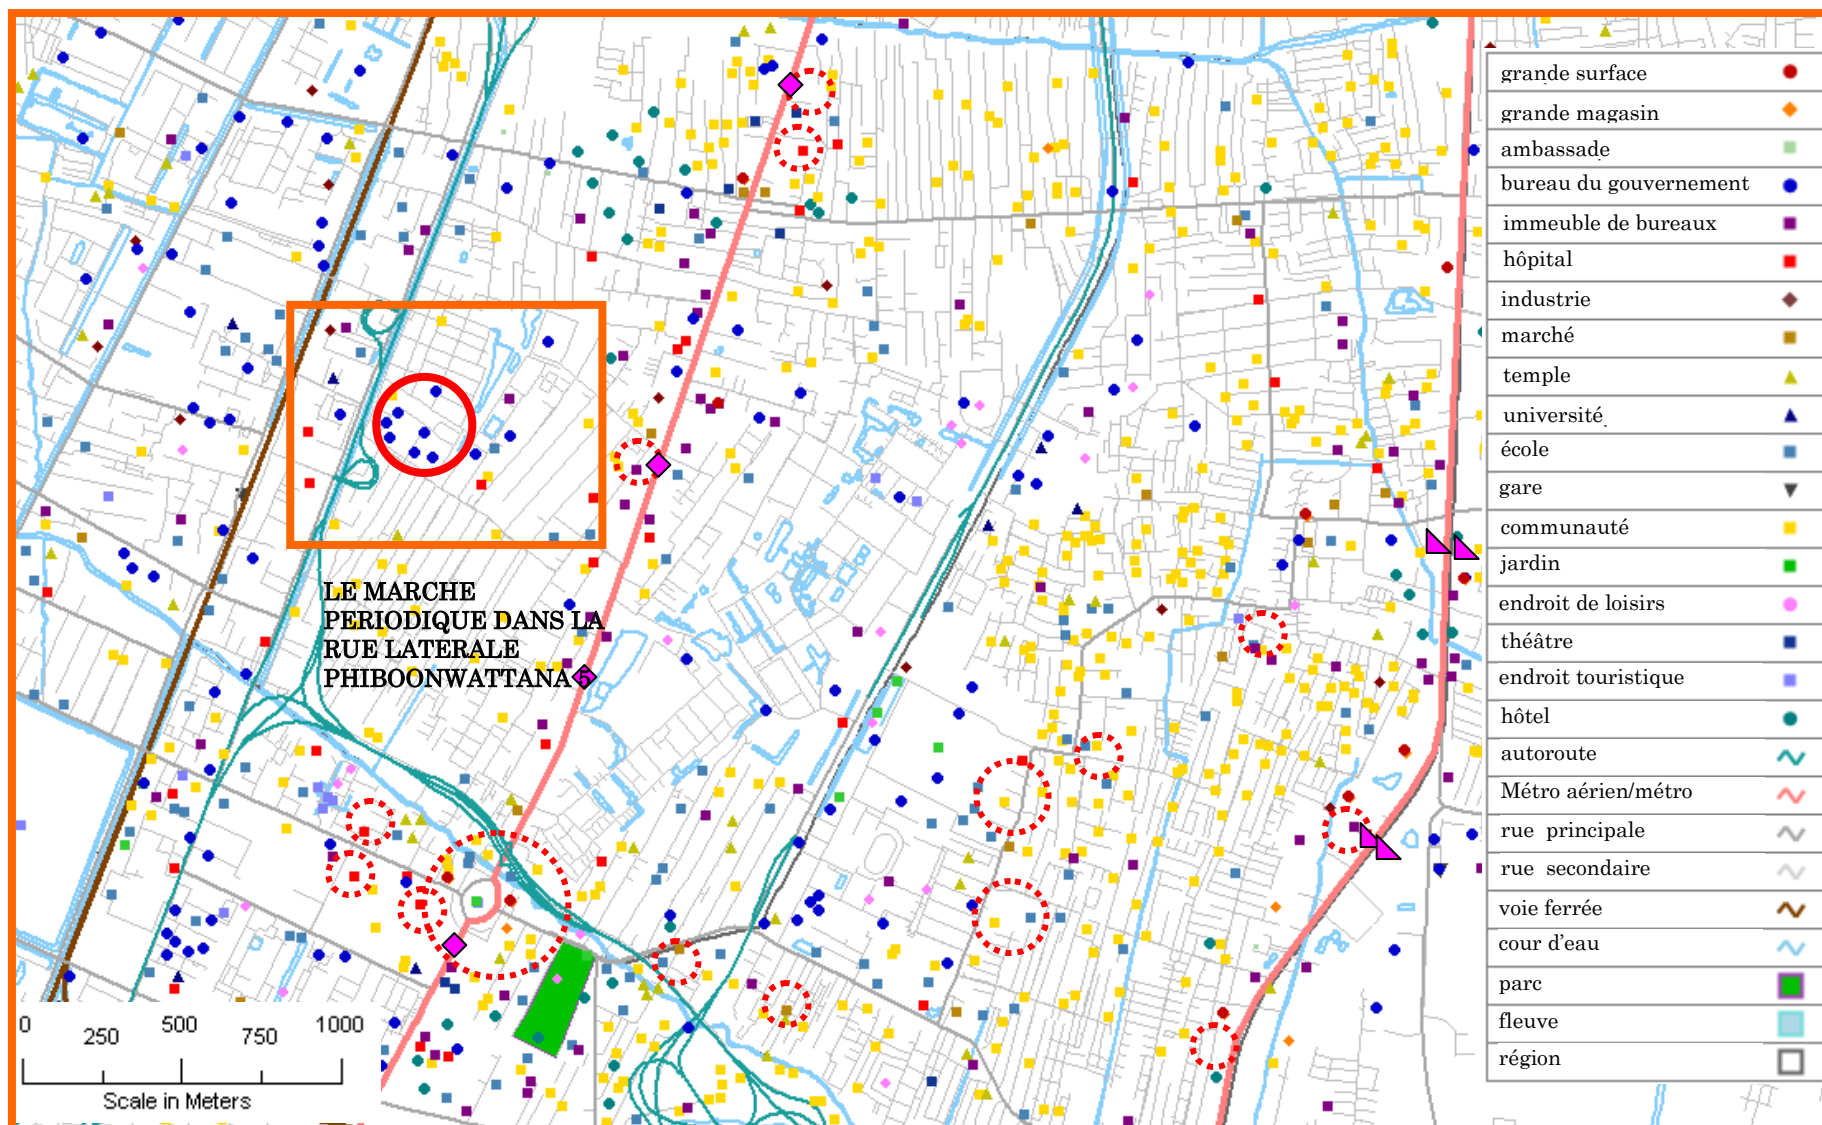 LE MARCHE
PERIODIQUE DANS LA
RUE LATERALE
PHIBOONWATTANA 5
0 250 500 750 1000
Scale in Meters
grande surface
grande magasin
ambassade
bureau du gouvernement
immeuble de bureaux
hôpital
industrie
marché
temple
université
école
gare
communauté
jardin
endroit de loisirs
théâtre
endroit touristique
hôtel
autoroute
Métro aérien/métro
rue principale
rue secondaire
voie ferrée
cour d'eau
parc
fleuve
région